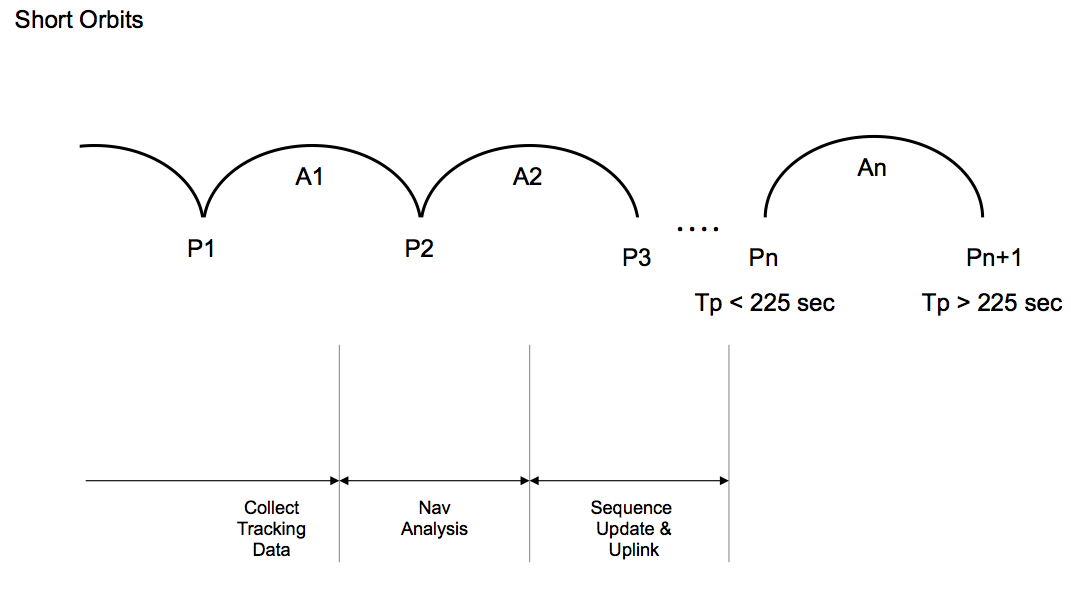 Short Orbits
A1
A2
An
P1
P2
P3
....
Pn
Pn+1
Tp < 225 sec
Tp > 225 sec
Collect
Tracking
Data
Nav
Analysis
Sequence
Update &
Uplink